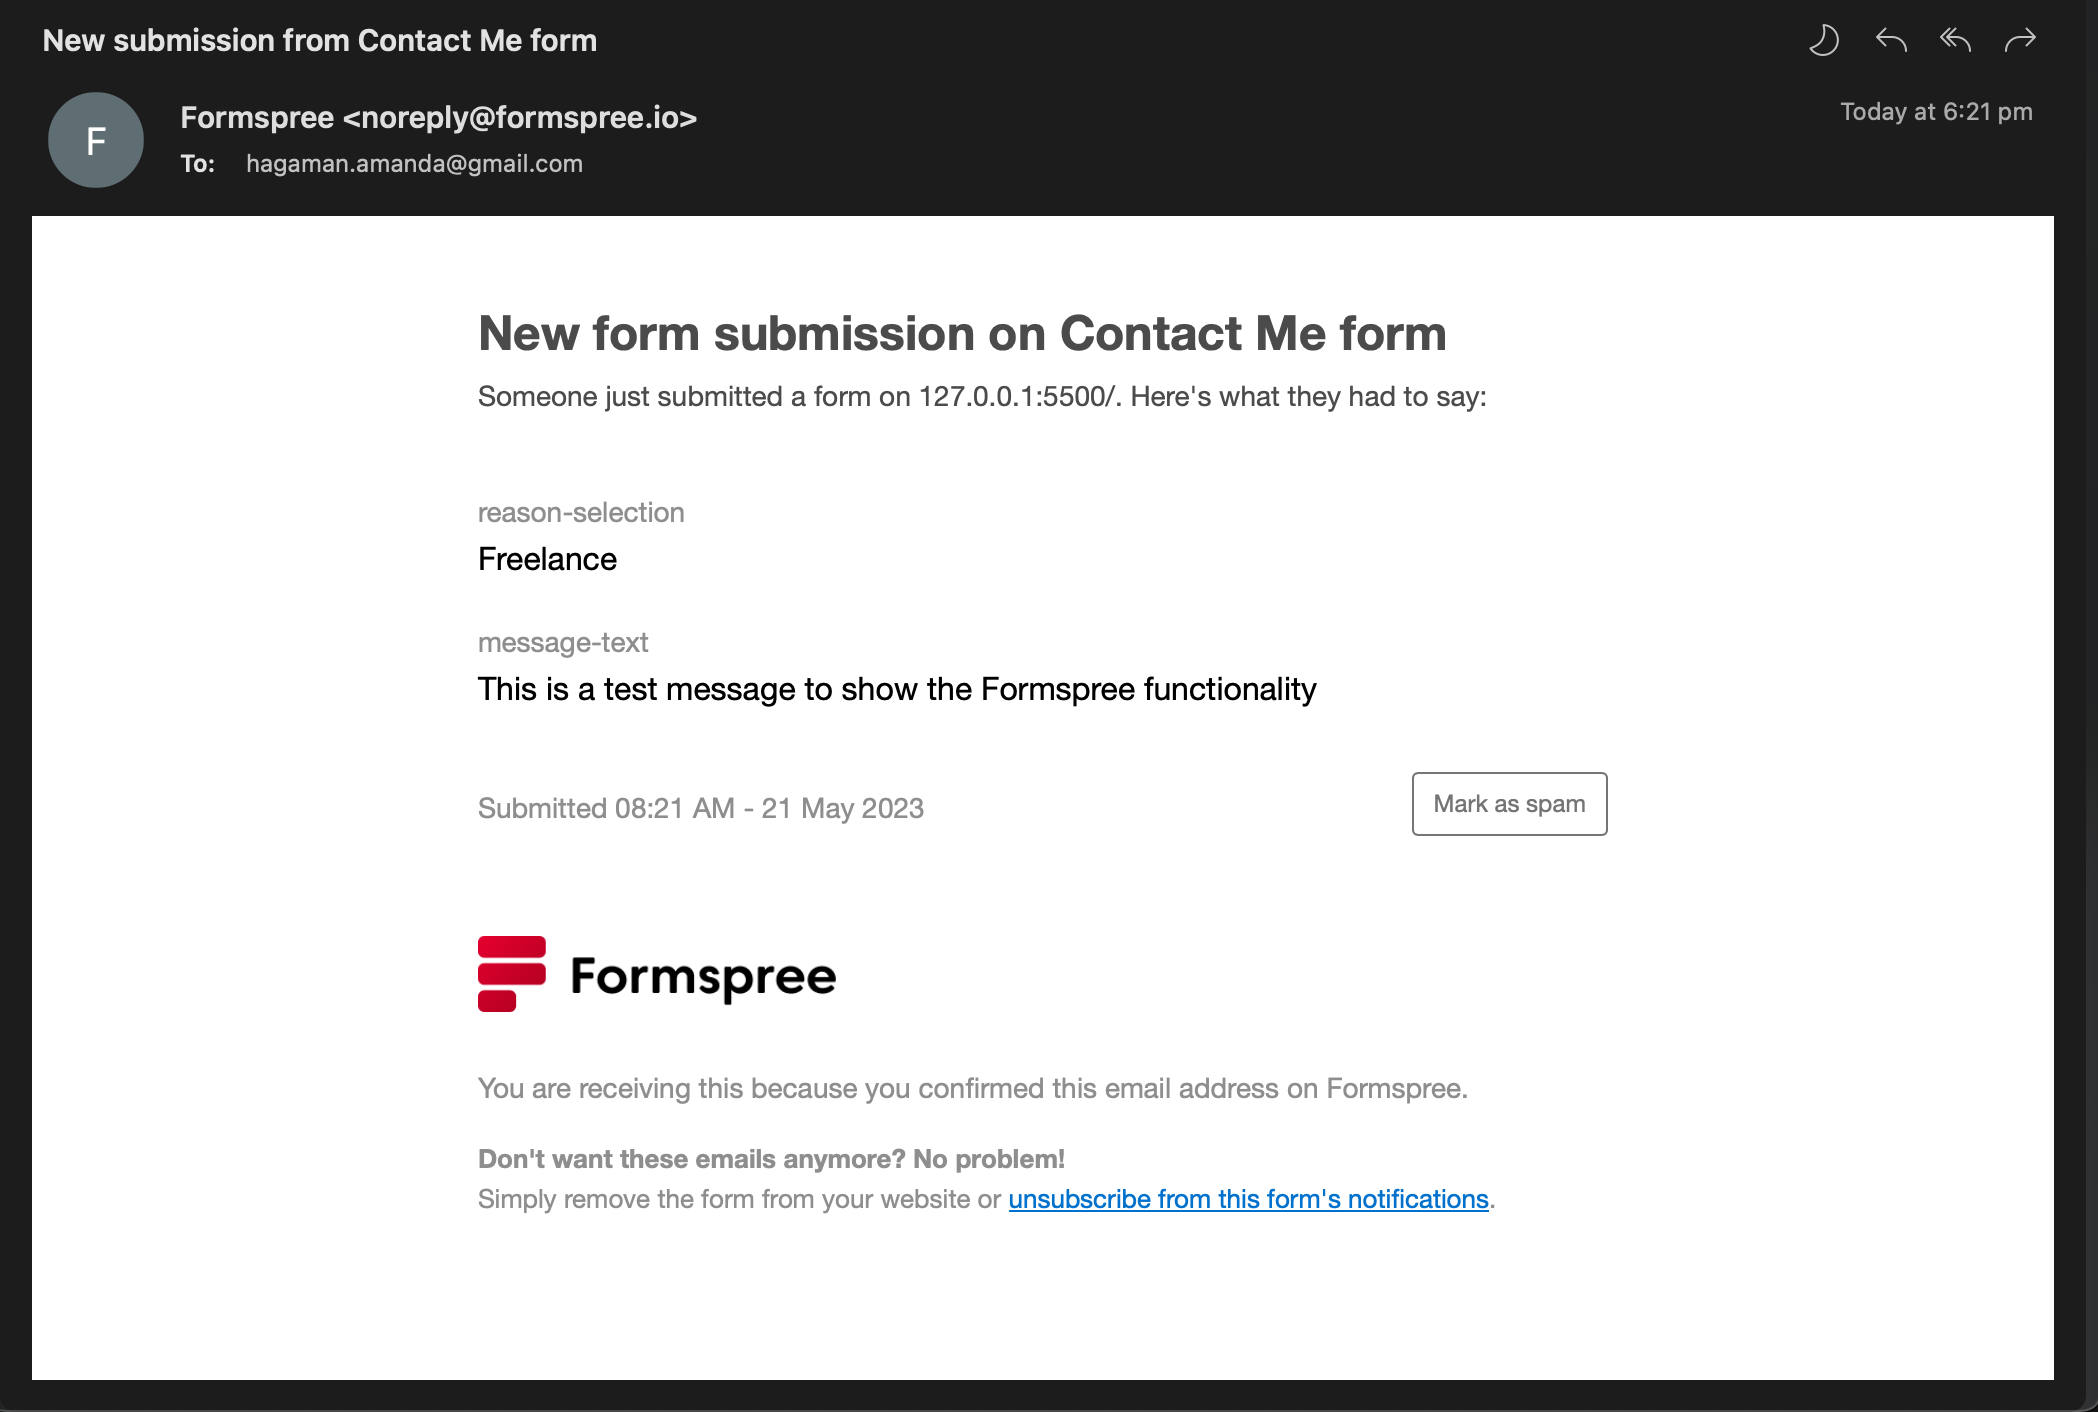 New submission from Contact Me form
F
Formspree <noreply@formspree.io>
Today at 6:21 pm
To: hagaman.amanda@gmail.com
New form submission on Contact Me form
Someone just submitted a form on 127.0.0.1:5500/. Here's what they had to say:
reason-selection
Freelance
message-text
This is a test message to show the Formspree functionality
Submitted 08:21 AM - 21 May 2023
Mark as spam
Formspree
You are receiving this because you confirmed this email address on Formspree.
Don't want these emails anymore? No problem!
Simply remove the form from your website or unsubscribe from this form's notifications.